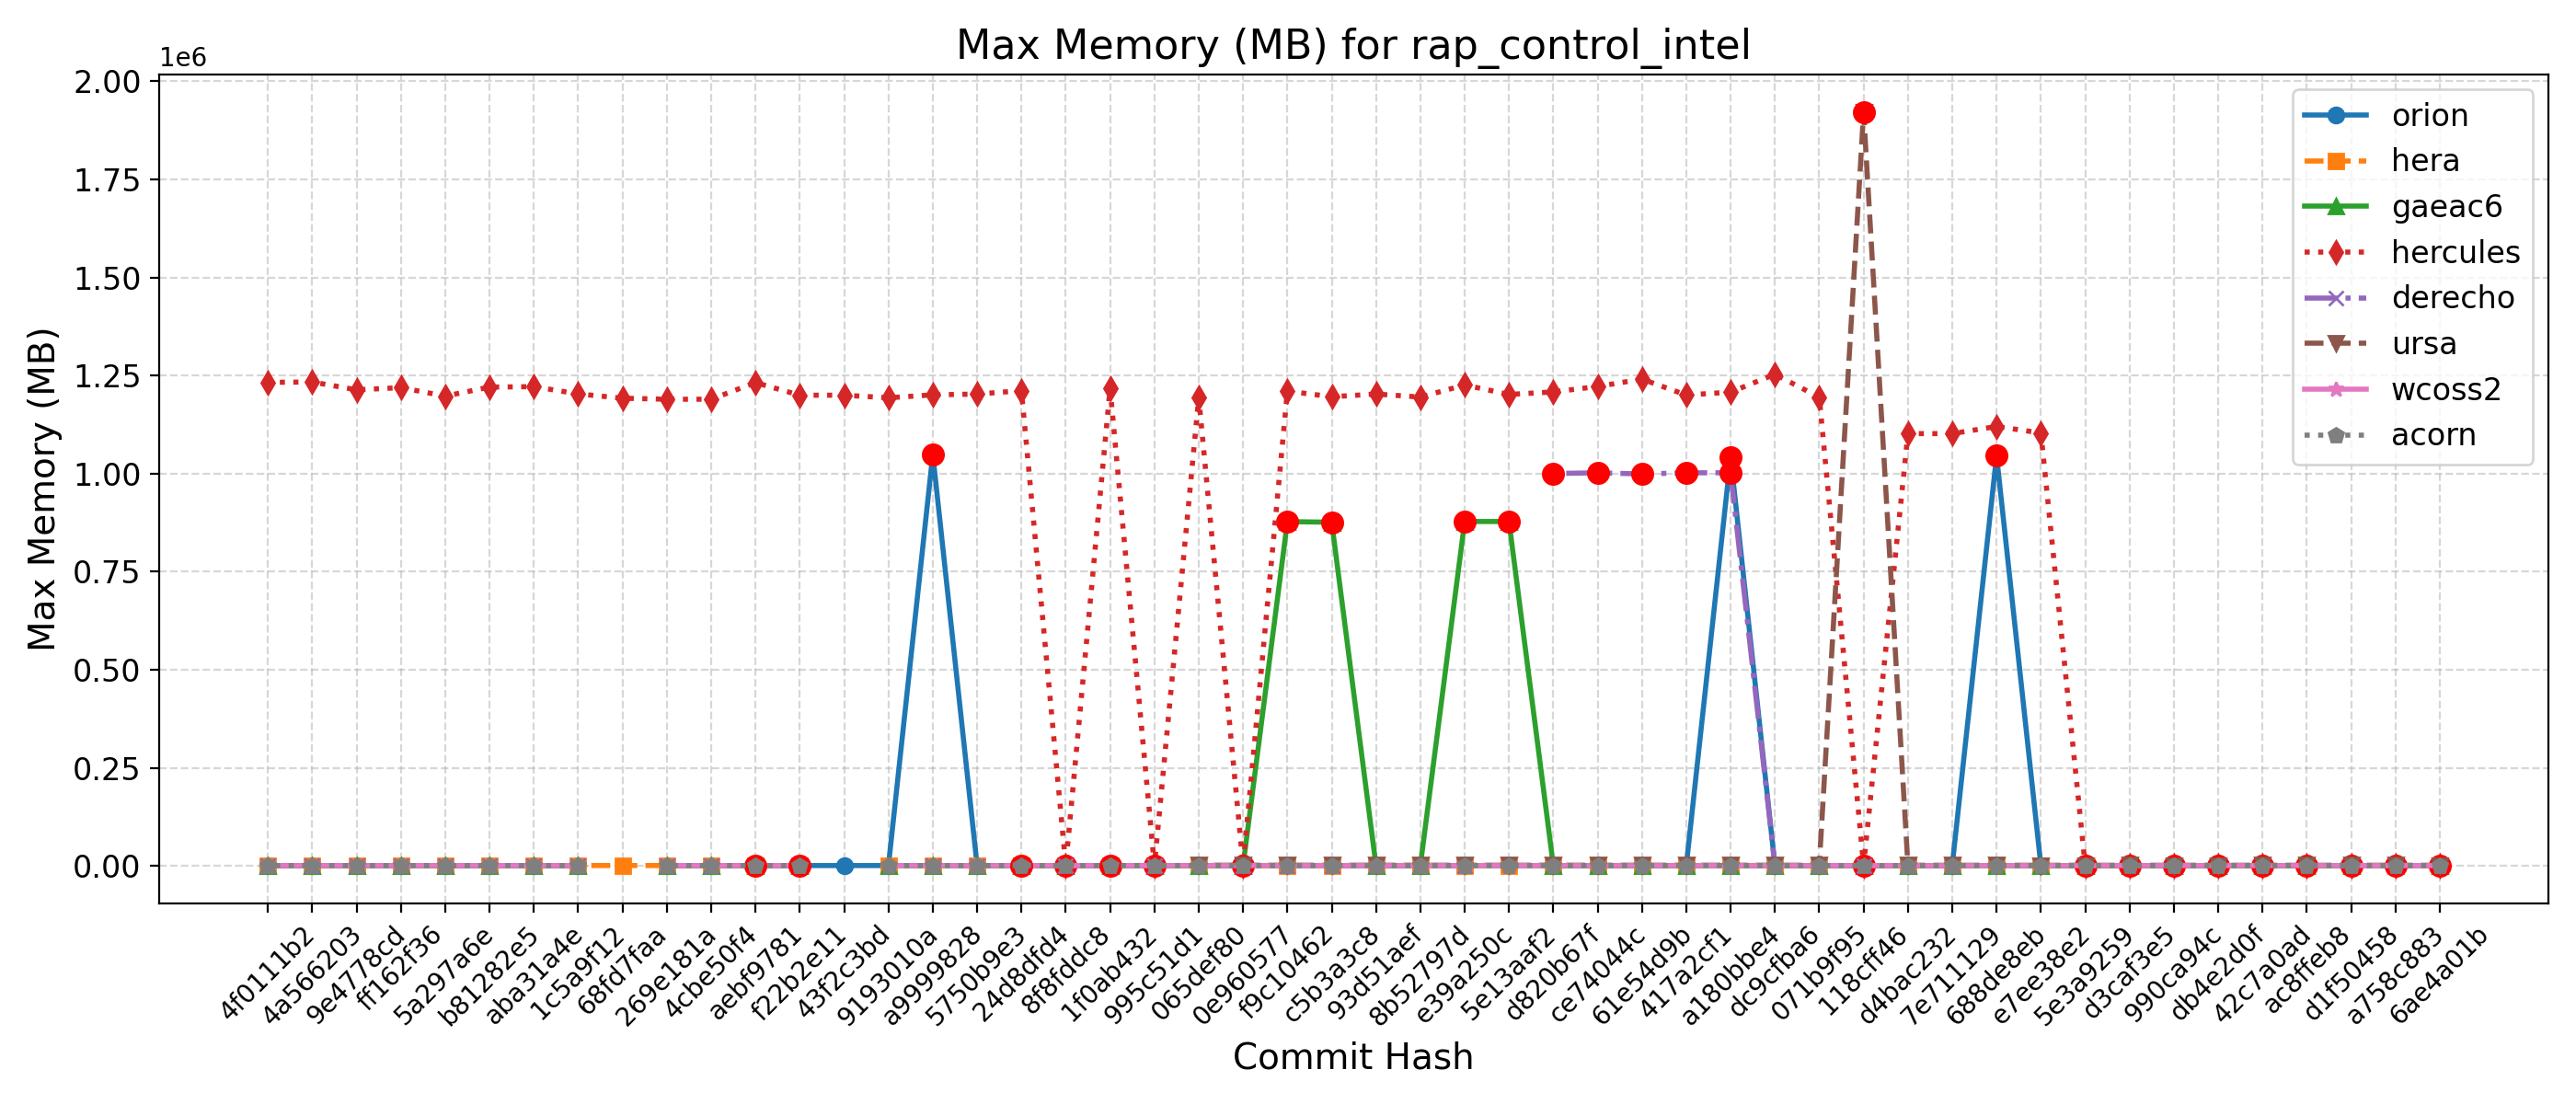 Max Memory (MB) for rap_control_intel
1e6
2.00
1.75
1.50
1.25
1.00
0.75
0.50
0.25
0.00
Max Memory (MB)
orion
hera
gaeac6
hercules
derecho
ursa
wcoss2
acorn
4f0111b2
4a566203
9e4778cd
ff162f36
5a297a6e
b81282e5
aba31a4e
1c5a9f12
68fd7faa
269e181a
4cbe50f4
aebf9781
f22b2e11
43f2c3bd
9193010a
a9999828
5750b9e3
24d8dfd4
8f8fddc8
1f0ab432
995c51d1
065def80
0e960577
f9c10462
c5b3a3c8
93d51aef
8b52797d
e39a250c
5e13aaf2
d820b67f
ce74044c
61e54d9b
417a2cf1
a180bbe4
dc9cfba6
071b9f95
118cff46
d4bac232
7e711129
688de8eb
e7ee38e2
5e3a9259
d3caf3e5
990ca94c
db4e2d0f
42c7a0ad
ac8ffeb8
d1f50458
a758c883
6ae4a01b
Commit Hash